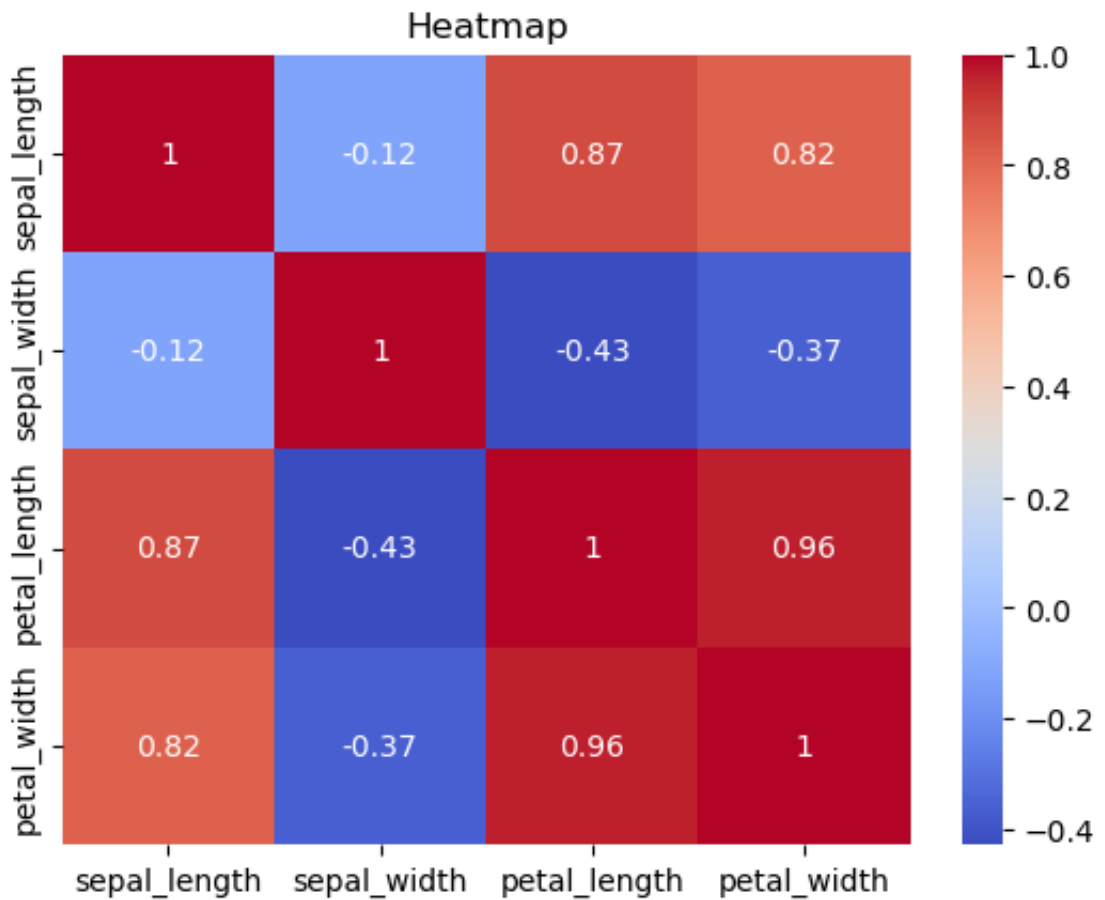 Heatmap
sepal_length
1
-0.12
0.87
0.82
sepal_width
-0.12
1
-0.43
-0.37
petal_length
0.87
-0.43
1
0.96
petal_width
0.82
-0.37
0.96
1
sepal_length
sepal_width
petal_length
petal_width
1.0
0.8
0.6
0.4
0.2
0.0
−0.2
−0.4